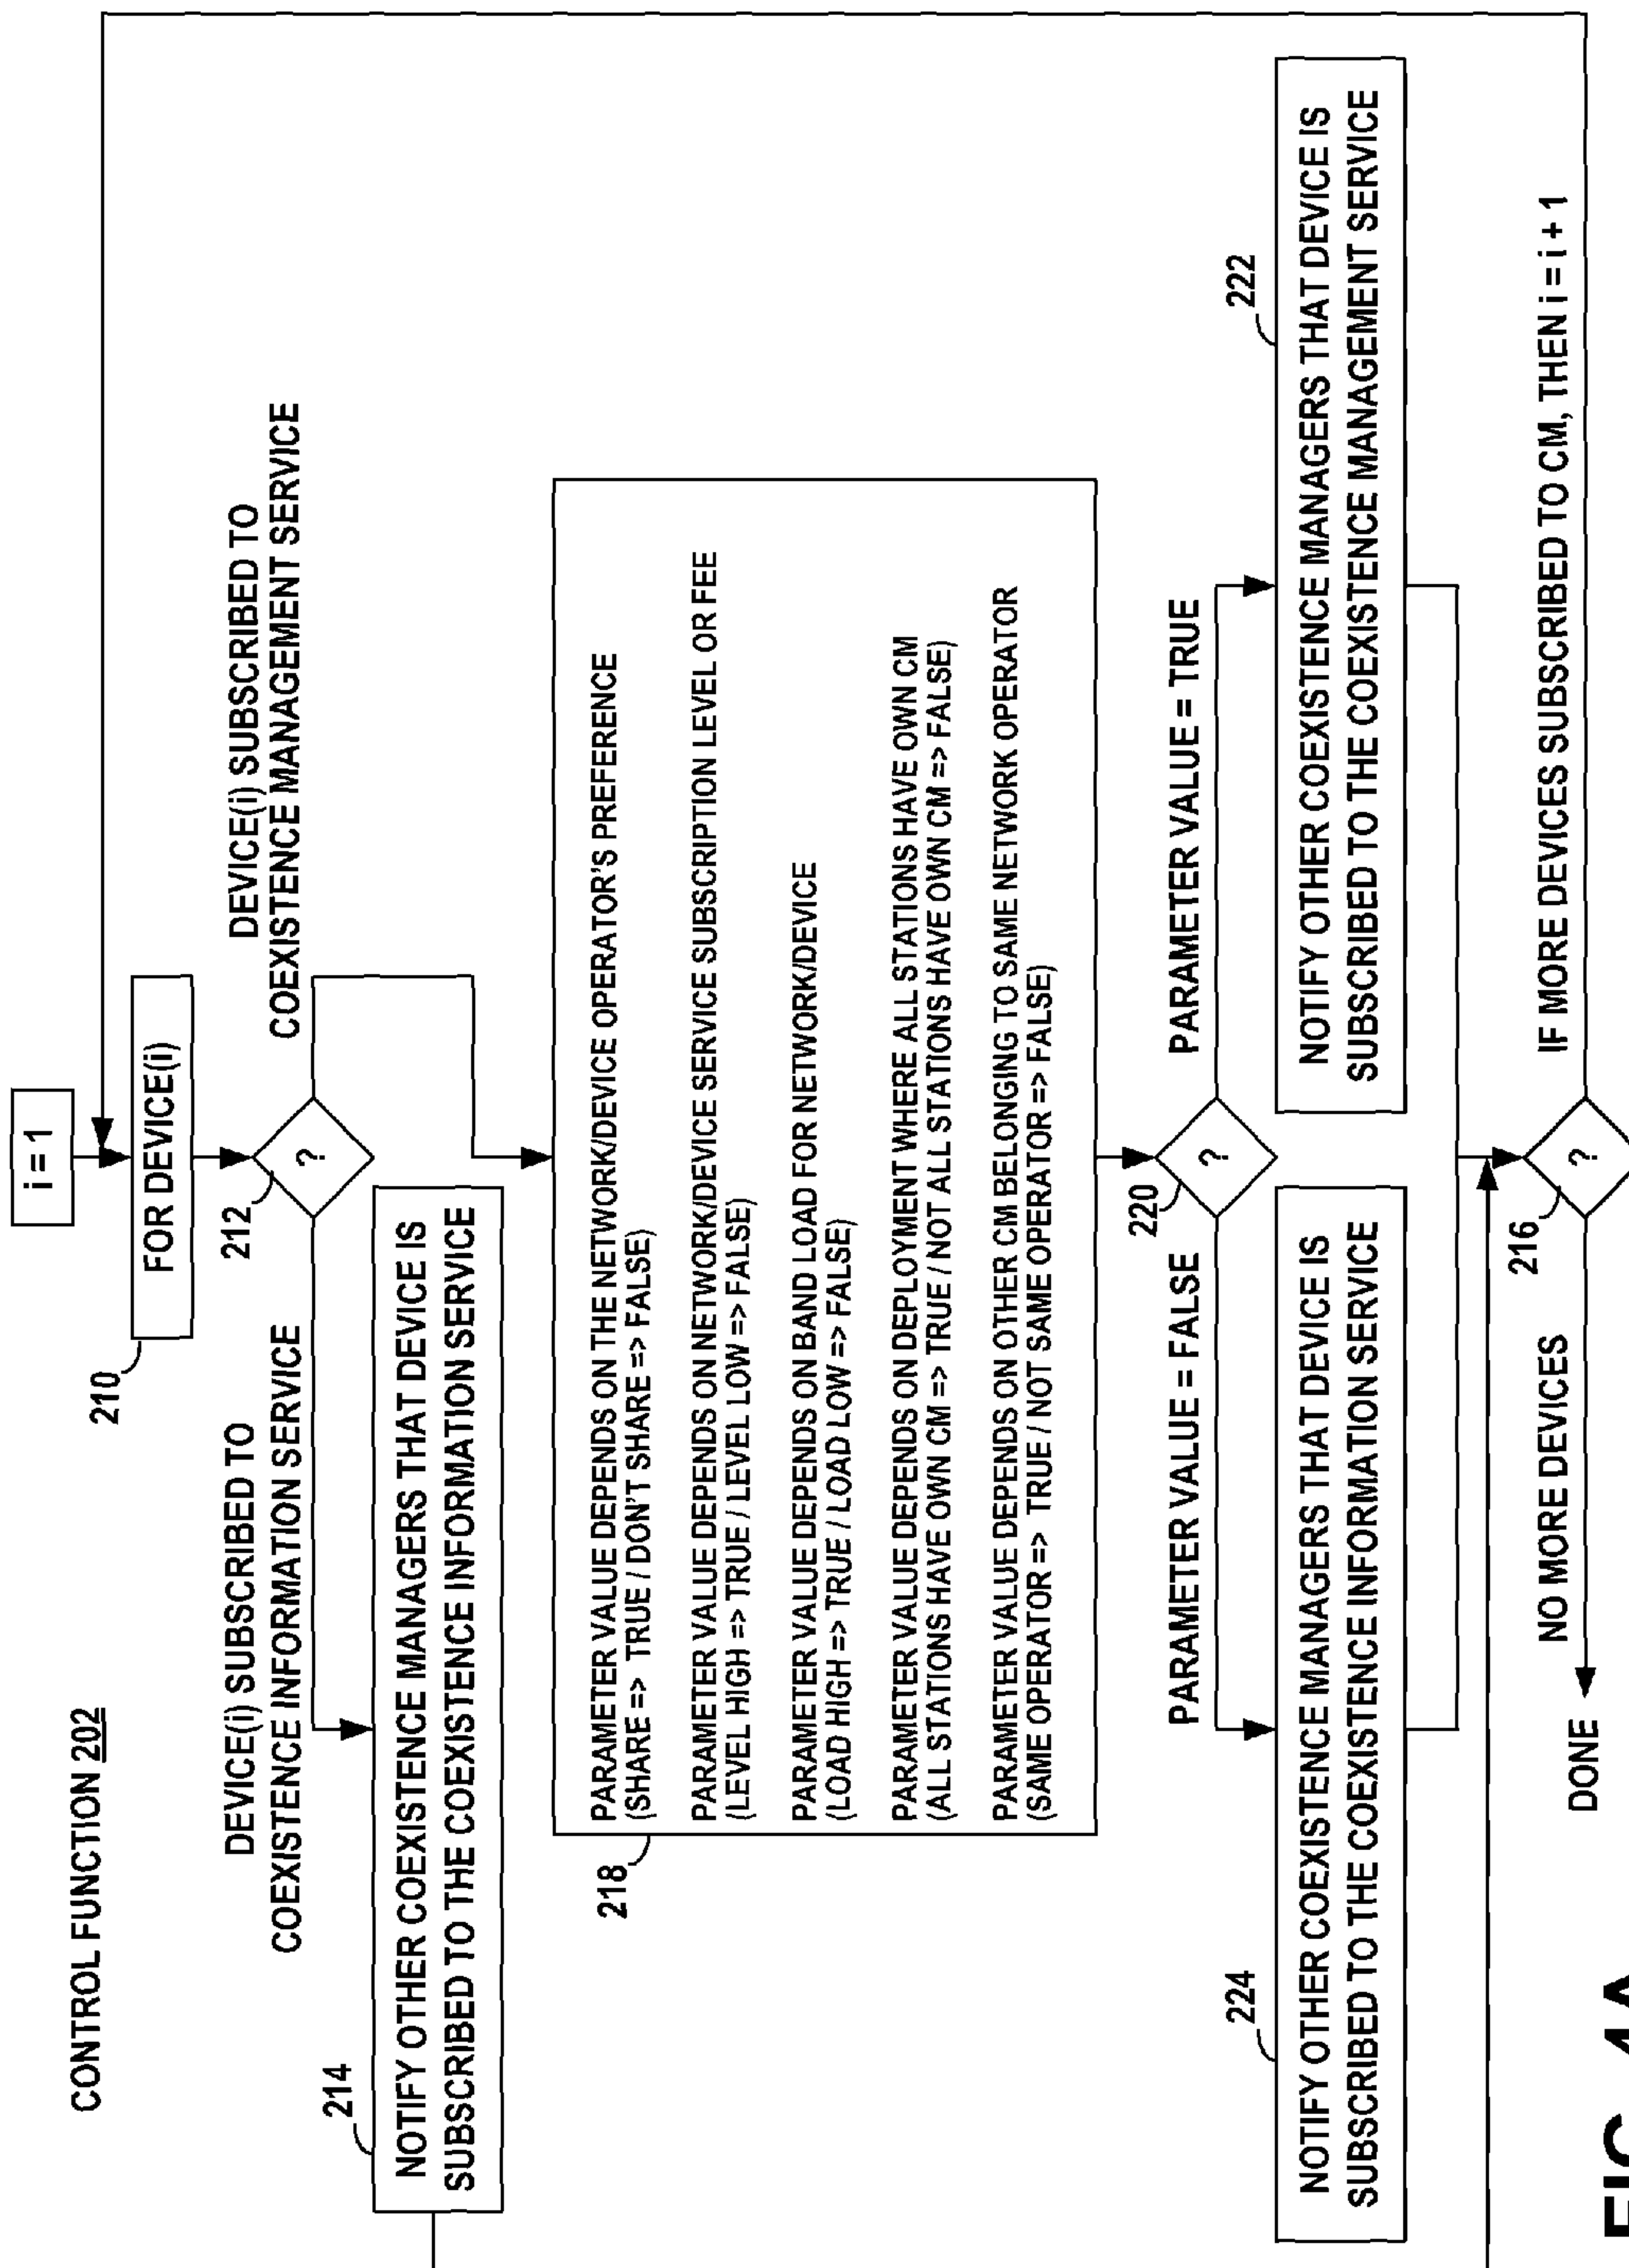 CONTROL FUNCTION 202
i = 1
210
FOR DEVICE(i)
212
?
DEVICE(i) SUBSCRIBED TO
COEXISTENCE INFORMATION SERVICE
DEVICE(i) SUBSCRIBED TO
COEXISTENCE MANAGEMENT SERVICE
214
NOTIFY OTHER COEXISTENCE MANAGERS THAT DEVICE IS
SUBSCRIBED TO THE COEXISTENCE INFORMATION SERVICE
218
PARAMETER VALUE DEPENDS ON THE NETWORK/DEVICE OPERATOR'S PREFERENCE
(SHARE => TRUE / DON'T SHARE => FALSE)
PARAMETER VALUE DEPENDS ON NETWORK/DEVICE SERVICE SUBSCRIPTION LEVEL OR FEE
(LEVEL HIGH => TRUE / LEVEL LOW => FALSE)
PARAMETER VALUE DEPENDS ON BAND LOAD FOR NETWORK/DEVICE
(LOAD HIGH => TRUE / LOAD LOW => FALSE)
PARAMETER VALUE DEPENDS ON DEPLOYMENT WHERE ALL STATIONS HAVE OWN CM
(ALL STATIONS HAVE OWN CM => TRUE / NOT ALL STATIONS HAVE OWN CM => FALSE)
PARAMETER VALUE DEPENDS ON OTHER CM BELONGING TO SAME NETWORK OPERATOR
(SAME OPERATOR => TRUE / NOT SAME OPERATOR => FALSE)
220
?
PARAMETER VALUE = FALSE
PARAMETER VALUE = TRUE
224
NOTIFY OTHER COEXISTENCE MANAGERS THAT DEVICE IS
SUBSCRIBED TO THE COEXISTENCE INFORMATION SERVICE
222
NOTIFY OTHER COEXISTENCE MANAGERS THAT DEVICE IS
SUBSCRIBED TO THE COEXISTENCE MANAGEMENT SERVICE
216
?
NO MORE DEVICES
IF MORE DEVICES SUBSCRIBED TO CM, THEN i = i + 1
DONE
FIG. 4A